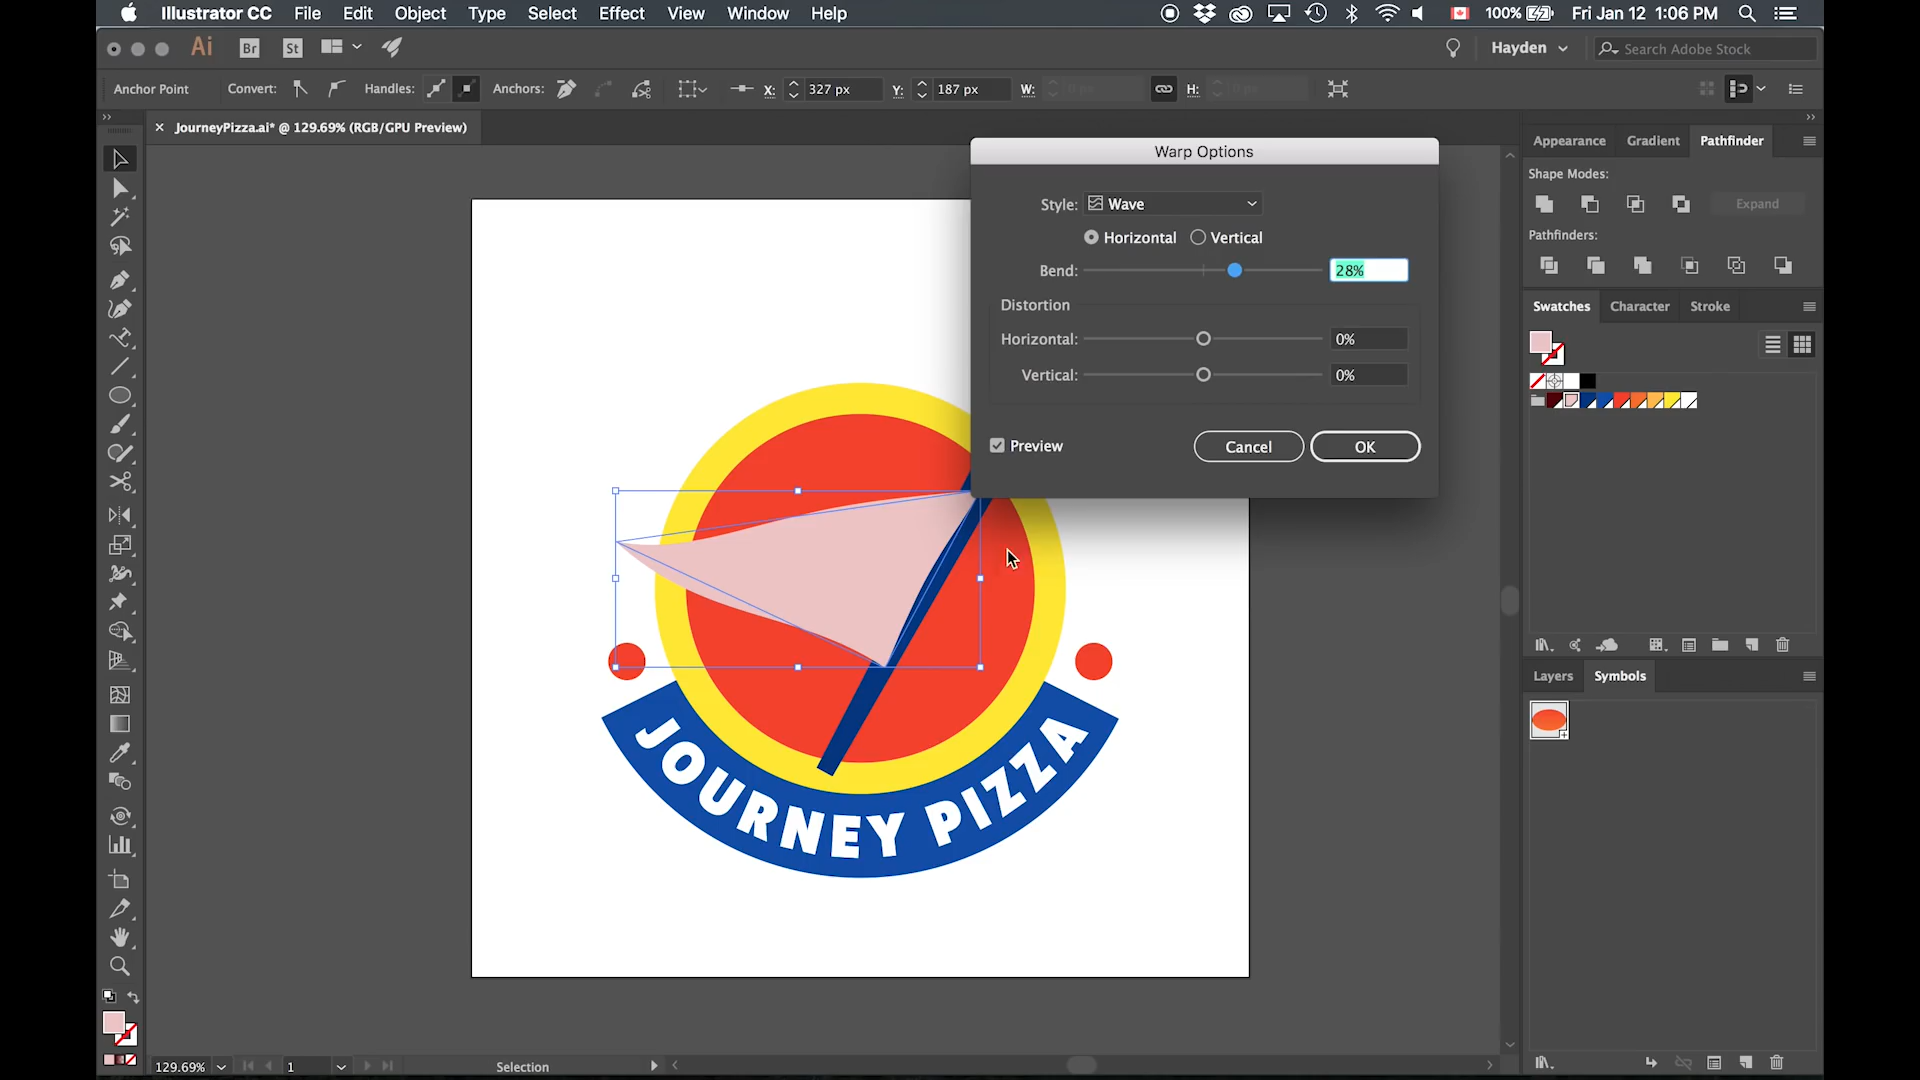 Illustrator CC File Edit Object Type Select Effect View Window Help 100% Fri Jan 12 1:06 PM
Ai Br St Hayden Search Adobe Stock
Anchor Point Convert: Handles: Anchors: X: 327 px Y: 187 px W: H:
JourneyPizza.ai* @ 129.69% (RGB/GPU Preview)
Warp Options
Style: Wave
Horizontal Vertical
Bend: 28%
Distortion
Horizontal: 0%
Vertical: 0%
Preview Cancel OK
JOURNEY PIZZA
Appearance Gradient Pathfinder
Shape Modes:
Expand
Pathfinders:
Swatches Character Stroke
Layers Symbols
129.69% 1 Selection